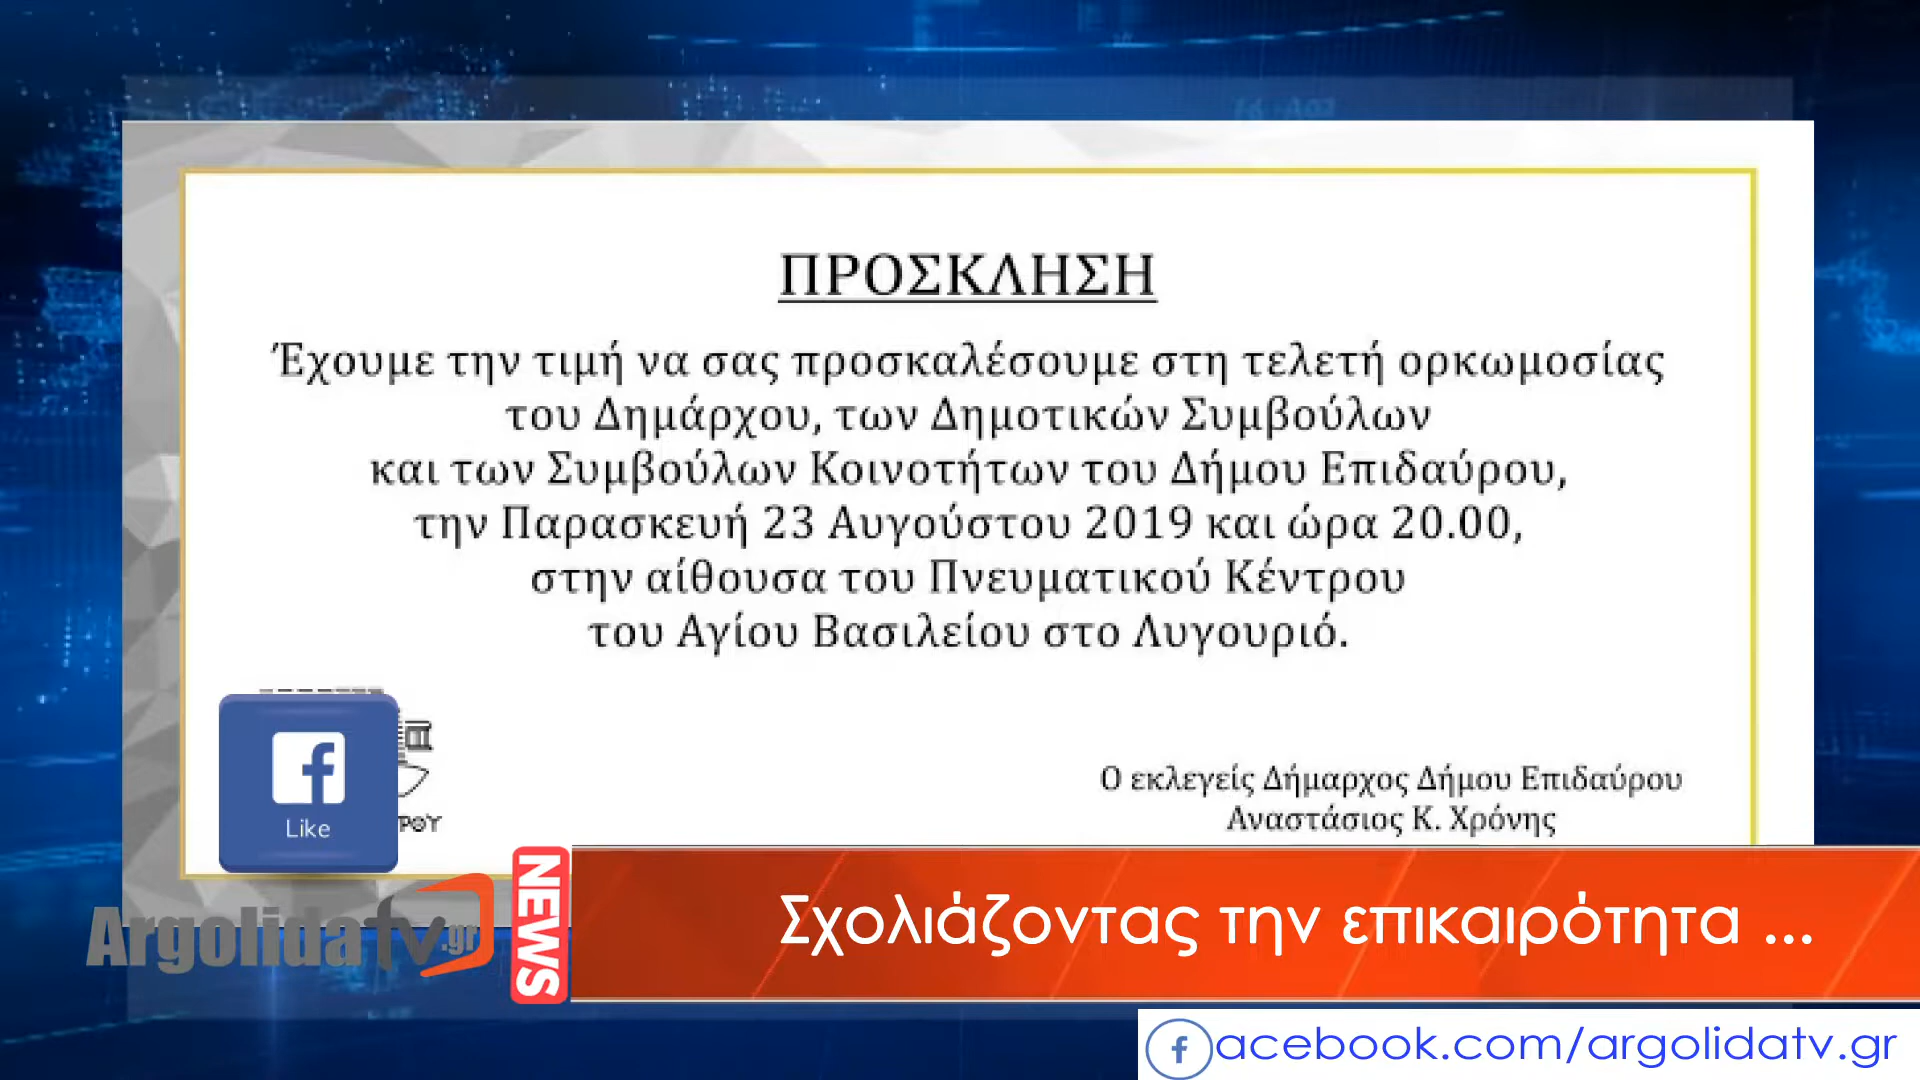 ΠΡΟΣΚΛΗΣΗ
Έχουμε την τιμή να σας προσκαλέσουμε στη τελετή ορκωμοσίας
του Δημάρχου, των Δημοτικών Συμβούλων
και των Συμβούλων Κοινοτήτων του Δήμου Επιδαύρου,
την Παρασκευή 23 Αυγούστου 2019 και ώρα 20.00,
στην αίθουσα του Πνευματικού Κέντρου
του Αγίου Βασιλείου στο Λυγουριό.
Ο εκλεγείς Δήμαρχος Δήμου Επιδαύρου
Αναστάσιος Κ. Χρόνης
Like
Argolidatv.gr
NEWS
Σχολιάζοντας την επικαιρότητα ...
facebook.com/argolidatv.gr